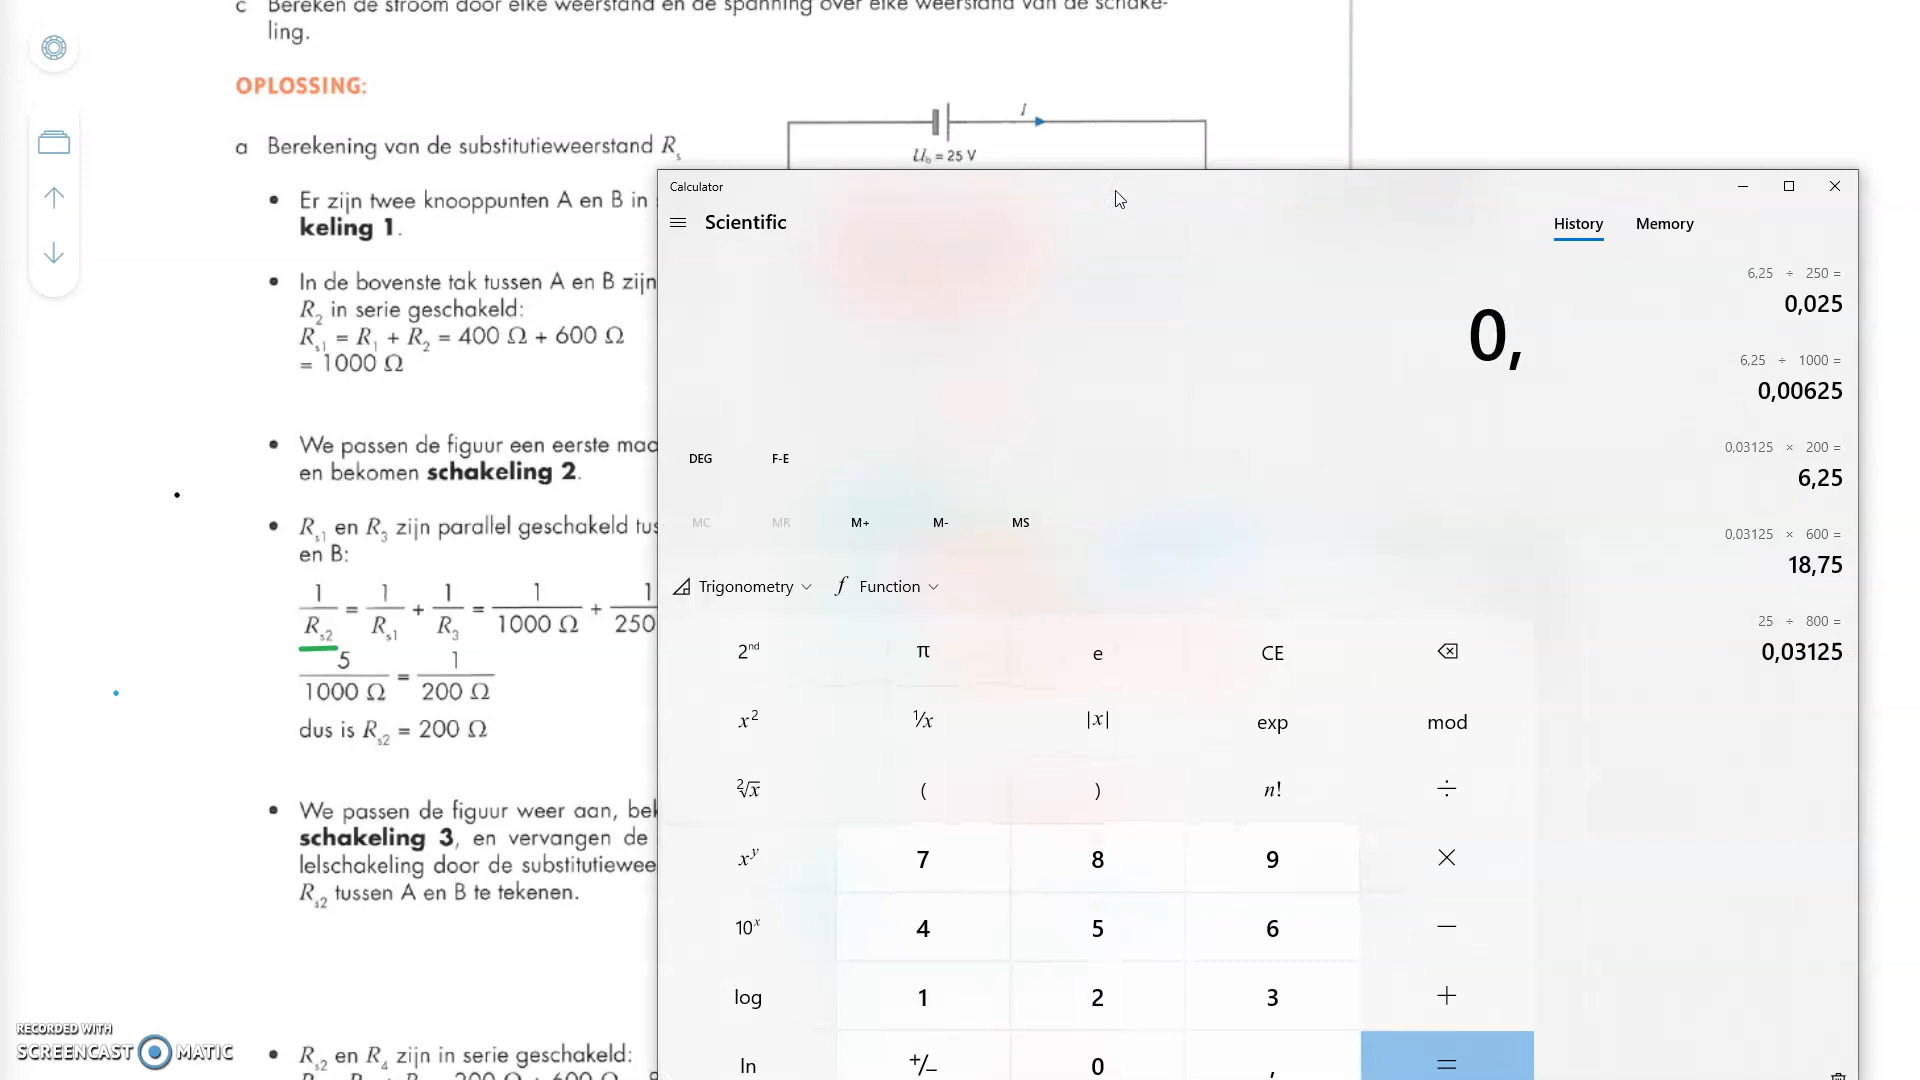 c Bereken de stroom door elke weerstand en de spanning over elke weerstand van de schake-
ling.
OPLOSSING:
a Berekening van de substitutieweerstand Rs
I
Ub = 25 V
• Er zijn twee knooppunten A en B in
keling 1.
• In de bovenste tak tussen A en B zijn
R2 in serie geschakeld:
Rs1 = R1 + R2 = 400 Ω + 600 Ω
= 1000 Ω
• We passen de figuur een eerste maa
en bekomen schakeling 2.
• Rs1 en R3 zijn parallel geschakeld tus
en B:
1/Rs2 = 1/Rs1 + 1/R3 = 1/1000 Ω + 1/250
5/1000 Ω = 1/200 Ω
dus is Rs2 = 200 Ω
• We passen de figuur weer aan, bek
schakeling 3, en vervangen de
lelschakeling door de substitutiewee
Rs2 tussen A en B te tekenen.
• Rs2 en R4 zijn in serie geschakeld:
RECORDED WITH
SCREENCAST MATIC
Calculator
Scientific
History Memory
0,
6,25 ÷ 250 =
0,025
6,25 ÷ 1000 =
0,00625
0,03125 × 200 =
6,25
0,03125 × 600 =
18,75
25 ÷ 800 =
0,03125
DEG F-E
MC MR M+ M- MS
Trigonometry f Function
2nd π e CE
x² ¹/x |x| exp mod
²√x ( ) n! ÷
xʸ 7 8 9 ×
10ˣ 4 5 6 −
log 1 2 3 +
ln +/− 0 , =